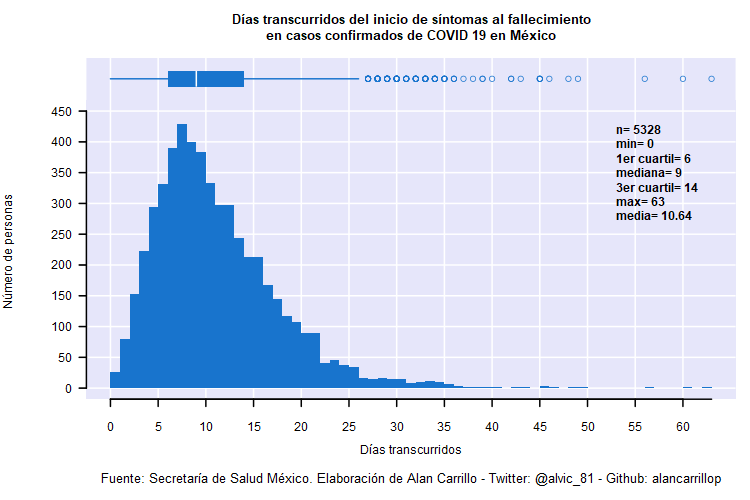 Días transcurridos del inicio de síntomas al fallecimiento
en casos confirmados de COVID 19 en México
n= 5328
min= 0
1er cuartil= 6
mediana= 9
3er cuartil= 14
max= 63
media= 10.64
Número de personas
450
400
350
300
250
200
150
100
50
0
0 5 10 15 20 25 30 35 40 45 50 55 60
Días transcurridos
Fuente: Secretaría de Salud México. Elaboración de Alan Carrillo - Twitter: @alvic_81 - Github: alancarrillop